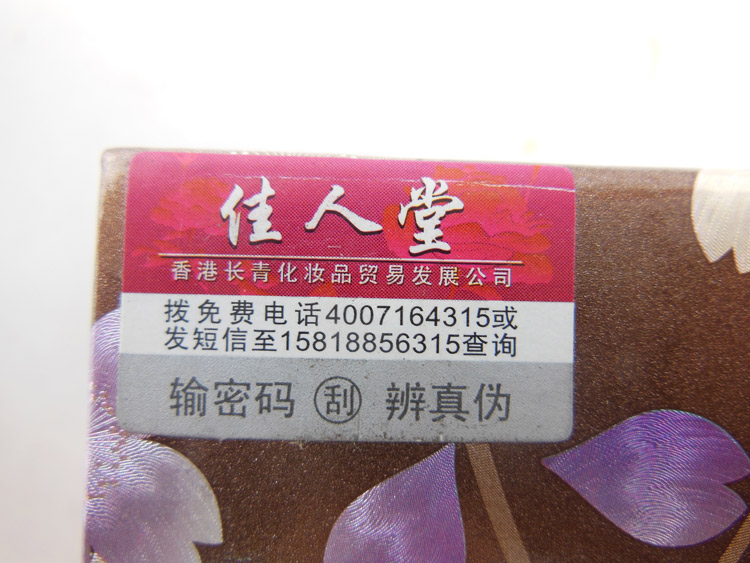 佳人堂
香港长青化妆品贸易发展公司
拨免费电话4007164315或
发短信至15818856315查询
输密码 刮 辨真伪